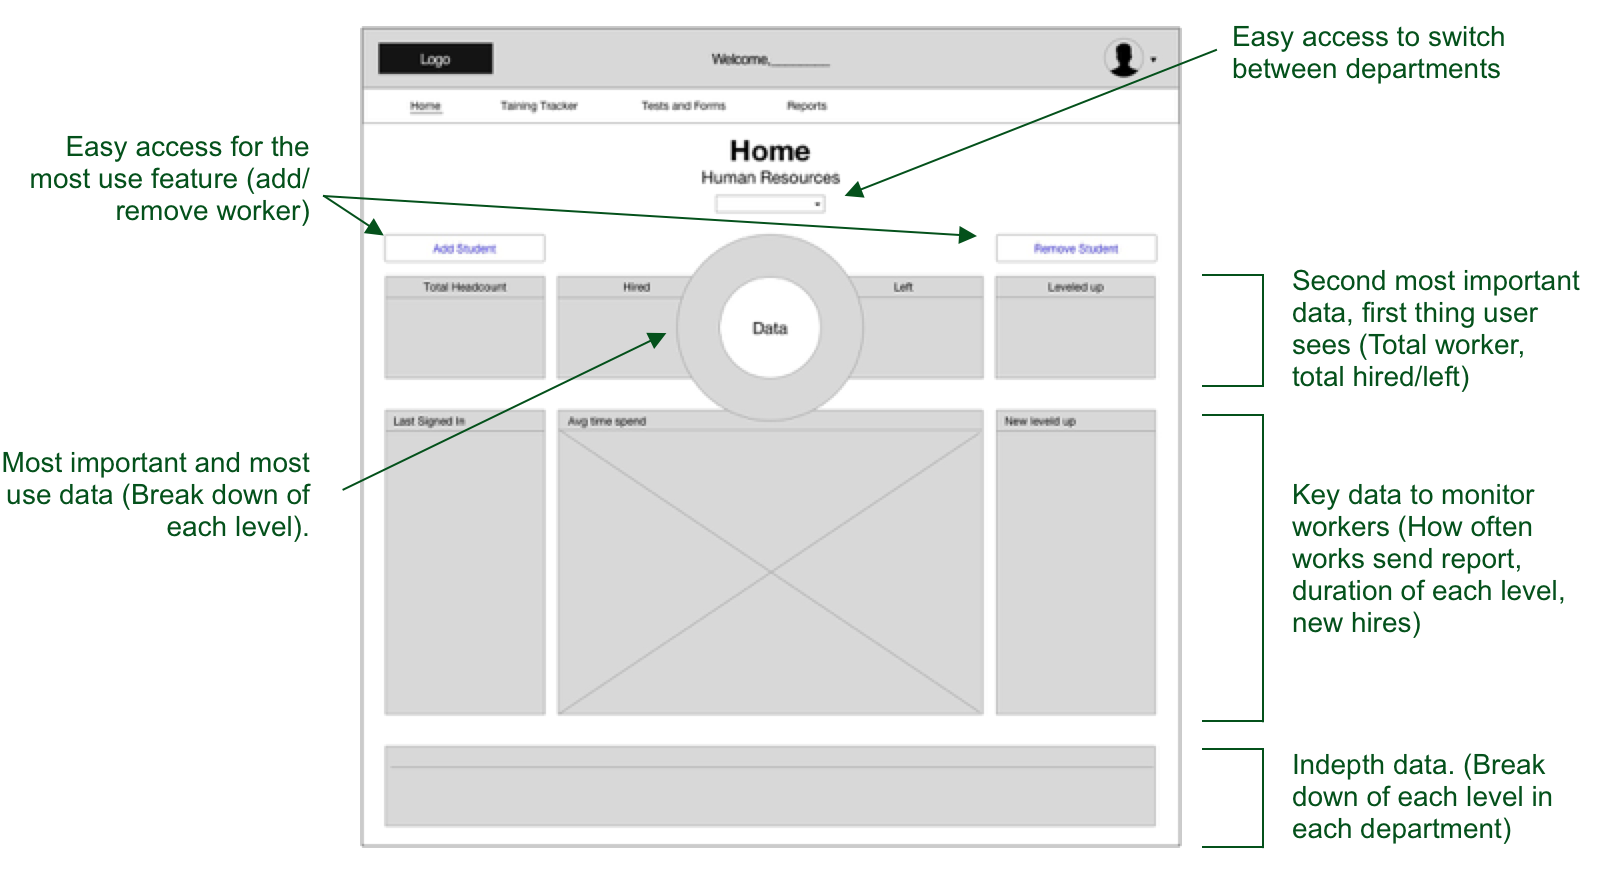 Easy access to switch
between departments
Logo
Welcome,________
Home
Taining Tracker
Tests and Forms
Reports
Easy access for the
most use feature (add/
remove worker)
Home
Human Resources
Add Student
Remove Student
Total Headcount
Hired
Left
Leveled up
Data
Second most important
data, first thing user
sees (Total worker,
total hired/left)
Last Signed In
Avg time spend
New leveld up
Most important and most
use data (Break down of
each level).
Key data to monitor
workers (How often
works send report,
duration of each level,
new hires)
Indepth data. (Break
down of each level in
each department)